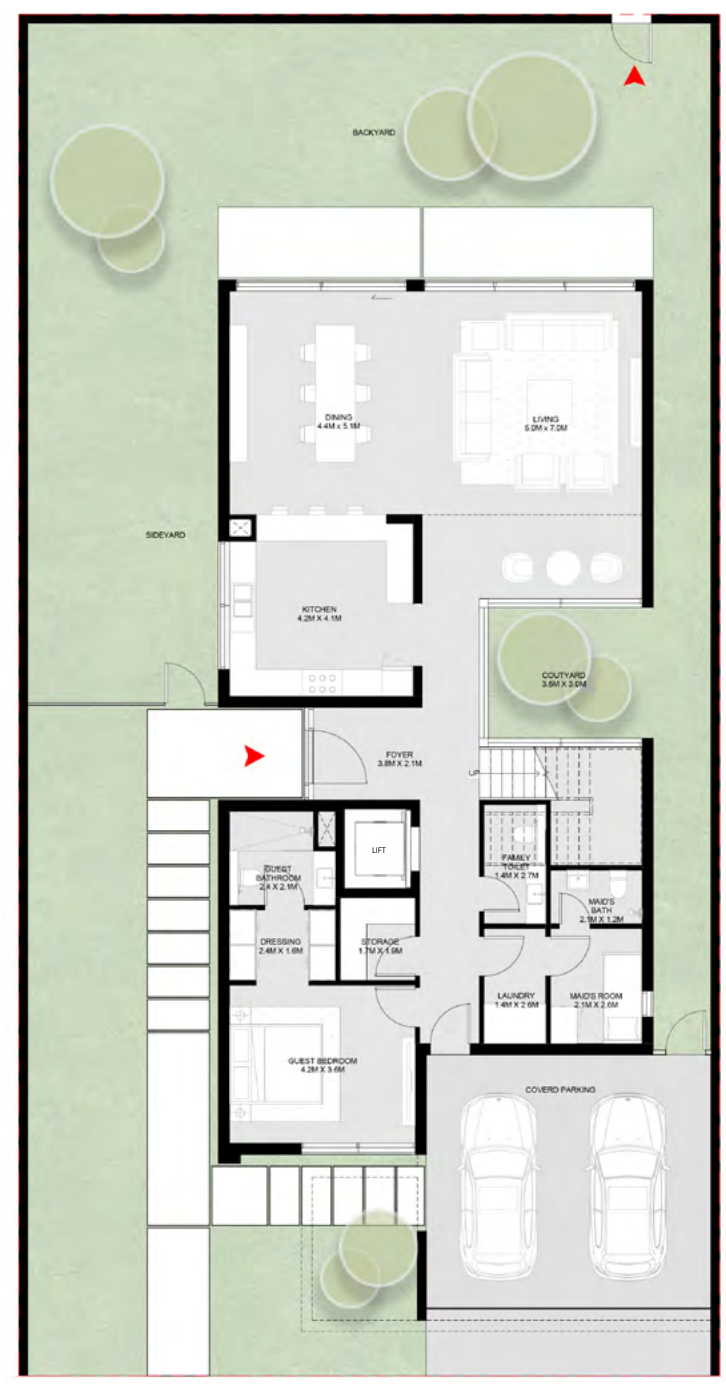 BACKYARD
DINING
4.4M x 5.1M
LIVING
5.0M x 7.0M
SIDEYARD
KITCHEN
4.2M X 4.1M
COUTYARD
3.6M X 3.0M
FOYER
3.8M X 2.1M
UP
LIFT
FAMILY
TOILET
1.4M X 2.7M
GUEST
BATHROOM
2.4 X 2.1M
MAID'S
BATH
2.1M X 1.2M
DRESSING
2.4M X 1.6M
STORAGE
1.7M X 1.9M
LAUNDRY
1.4M X 2.6M
MAID'S ROOM
2.1M X 2.6M
GUEST BEDROOM
4.2M X 3.6M
COVERD PARKING